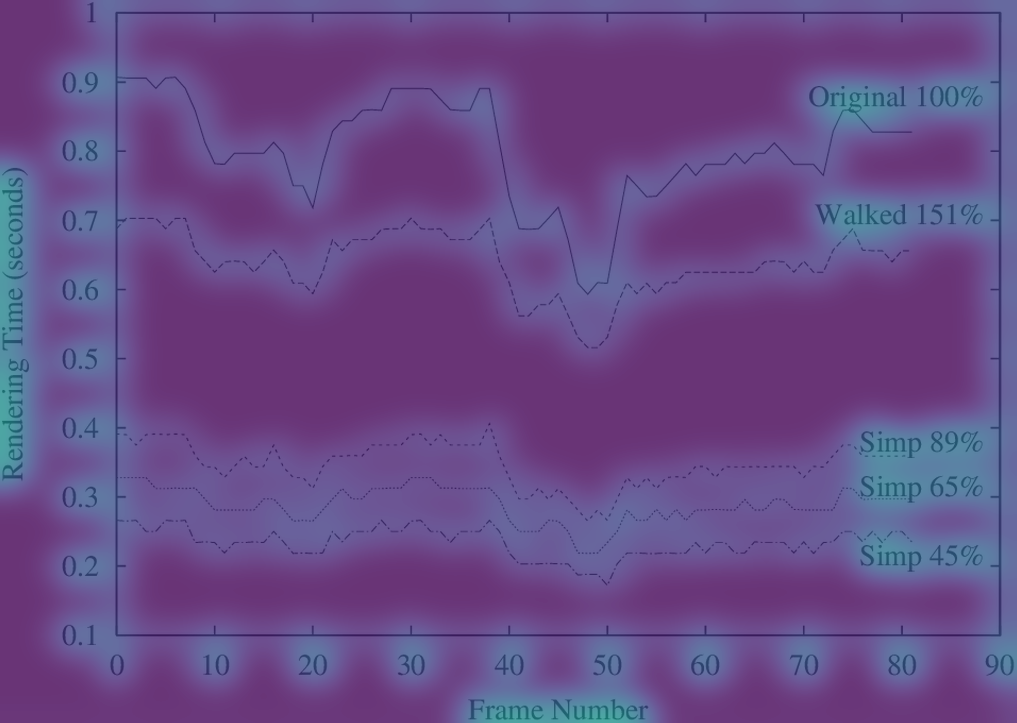 1
0.9
0.8
0.7
0.6
0.5
0.4
0.3
0.2
0.1
Rendering Time (seconds)
Original 100%
Walked 151%
Simp 89%
Simp 65%
Simp 45%
0 10 20 30 40 50 60 70 80 90
Frame Number